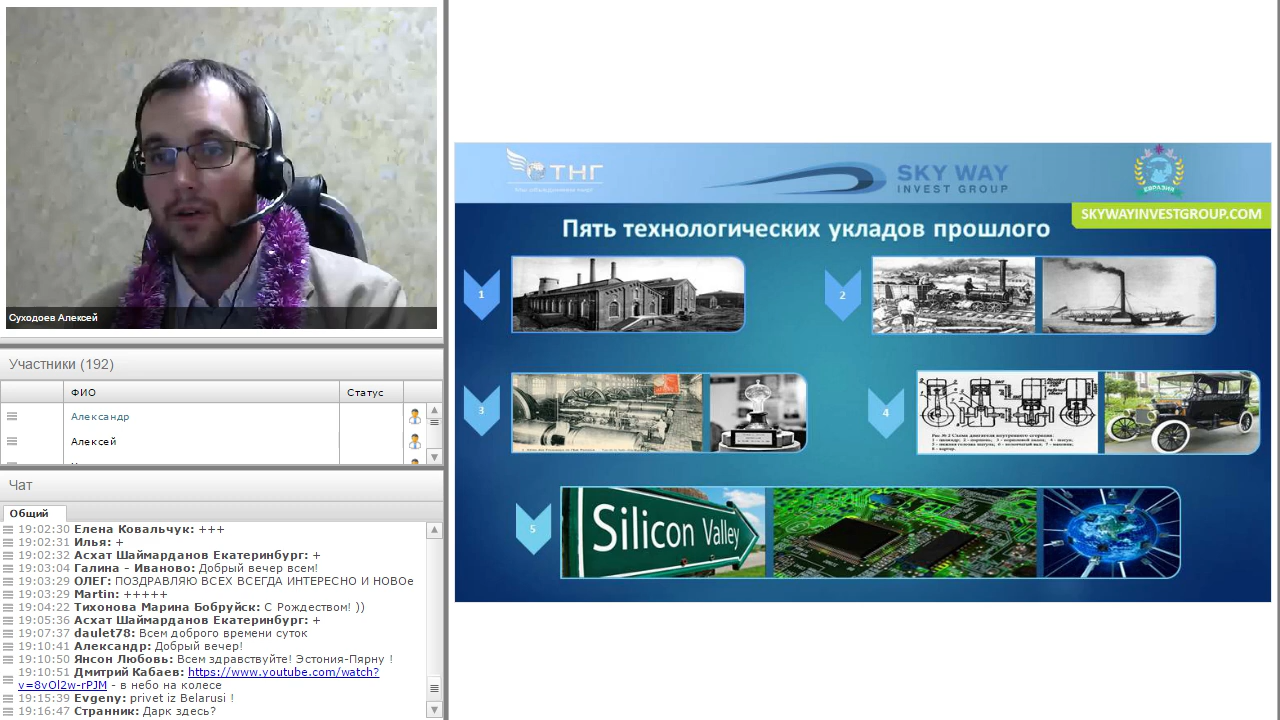 Суходоев Алексей
Участники (192)
ФИО
Статус
Александр
Алексей
Чат
Общий
19:02:30 Елена Ковальчук: +++
19:02:31 Илья: +
19:02:32 Асхат Шаймарданов Екатеринбург: +
19:03:04 Галина – Иваново: Добрый вечер всем!
19:03:29 ОЛЕГ: ПОЗДРАВЛЯЮ ВСЕХ ВСЕГДА ИНТЕРЕСНО И НОВОе
19:03:29 Martin: +++++
19:04:22 Тихонова Марина Бобруйск: С Рождеством! ))
19:05:36 Асхат Шаймарданов Екатеринбург: +
19:07:37 daulet78: Всем доброго времени суток
19:10:41 Александр: Добрый вечер!
19:10:50 Янсон Любовь: Всем здравствуйте! Эстония-Пярну !
19:10:51 Дмитрий Кабаев: https://www.youtube.com/watch?
v=8vOl2w-rPJM - в небо на колесе
19:15:39 Evgeny: privet iz Belarusi !
19:16:47 Странник: Дарк здесь?
ТНГ
SKY WAY
INVEST GROUP
ЕВРАЗИЯ
SKYWAYINVESTGROUP.COM
Пять технологических укладов прошлого
1
2
3
4
5
Silicon Valley